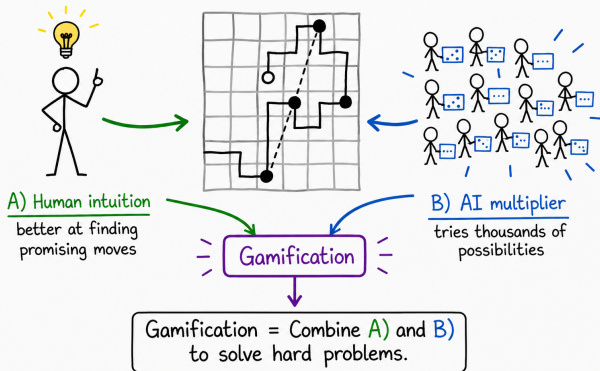 A) Human intuition
better at finding
promising moves
B) AI multiplier
tries thousands of
possibilities
Gamification
Gamification = Combine A) and B)
to solve hard problems.